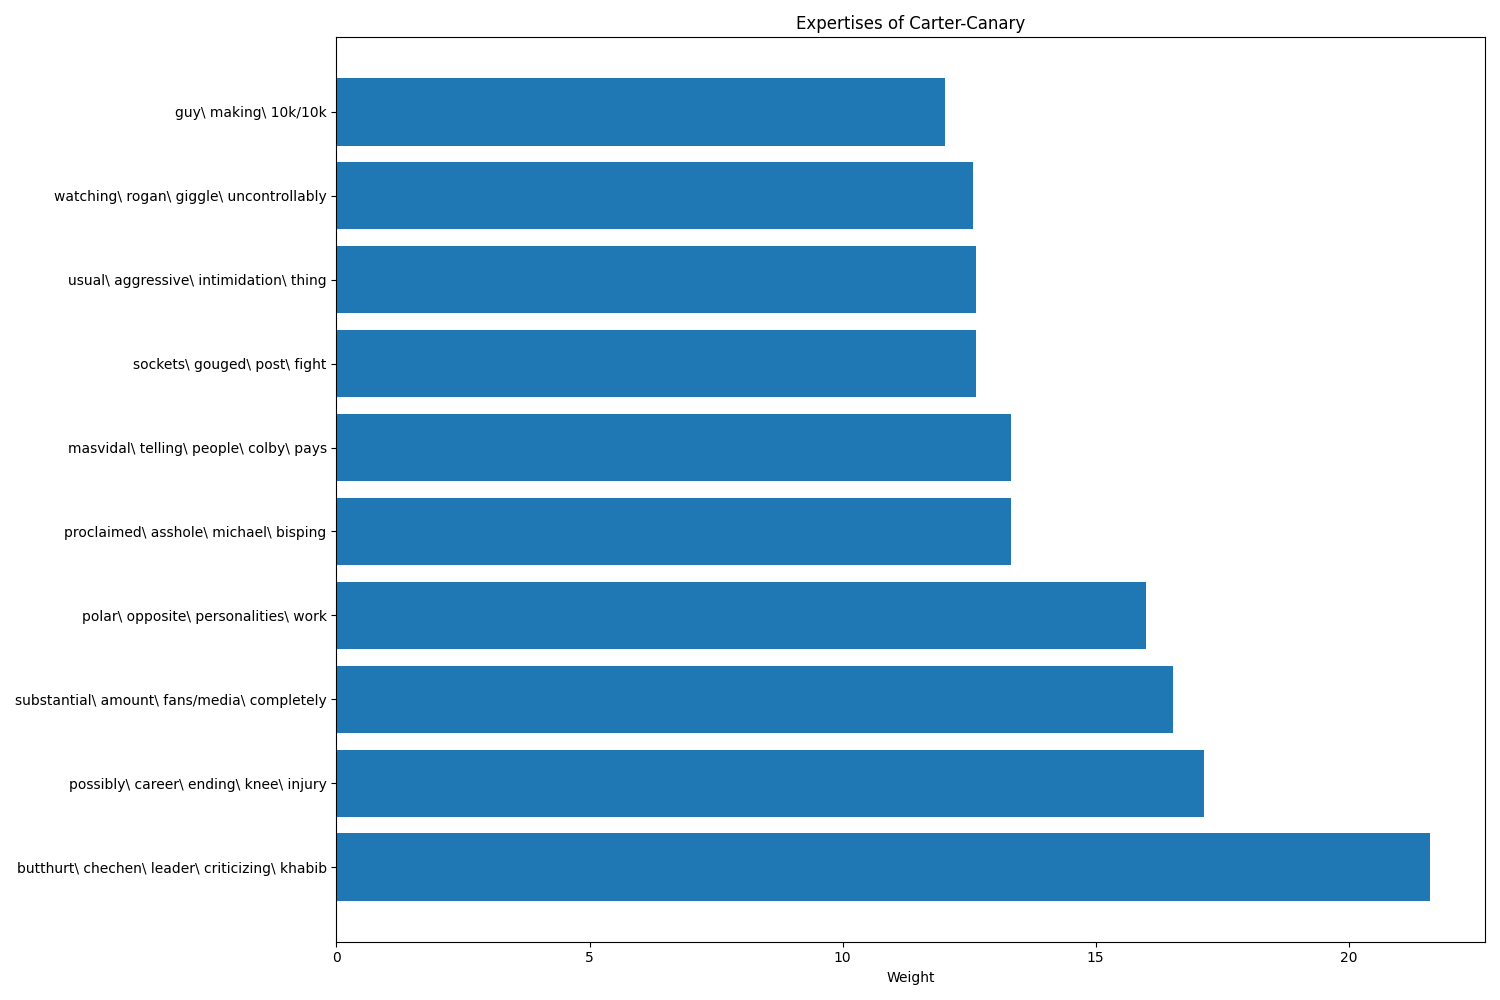 Expertises of Carter-Canary
guy\ making\ 10k/10k
watching\ rogan\ giggle\ uncontrollably
usual\ aggressive\ intimidation\ thing
sockets\ gouged\ post\ fight
masvidal\ telling\ people\ colby\ pays
proclaimed\ asshole\ michael\ bisping
polar\ opposite\ personalities\ work
substantial\ amount\ fans/media\ completely
possibly\ career\ ending\ knee\ injury
butthurt\ chechen\ leader\ criticizing\ khabib
0 5 10 15 20
Weight